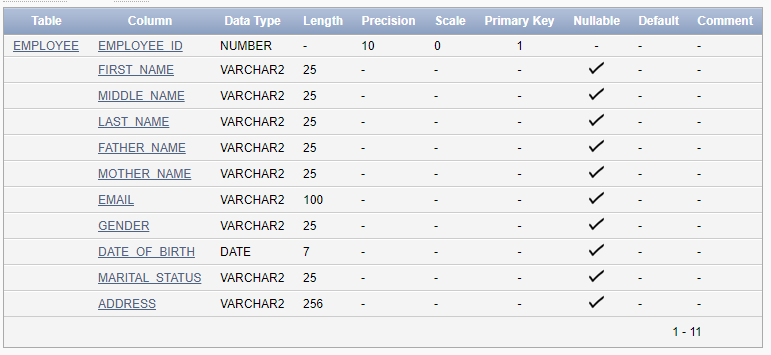 Table Column Data Type Length Precision Scale Primary Key Nullable Default Comment
EMPLOYEE EMPLOYEE_ID NUMBER - 10 0 1 - - -
FIRST_NAME VARCHAR2 25 - - - ✓ - -
MIDDLE_NAME VARCHAR2 25 - - - ✓ - -
LAST_NAME VARCHAR2 25 - - - ✓ - -
FATHER_NAME VARCHAR2 25 - - - ✓ - -
MOTHER_NAME VARCHAR2 25 - - - ✓ - -
EMAIL VARCHAR2 100 - - - ✓ - -
GENDER VARCHAR2 25 - - - ✓ - -
DATE_OF_BIRTH DATE 7 - - - ✓ - -
MARITAL_STATUS VARCHAR2 25 - - - ✓ - -
ADDRESS VARCHAR2 256 - - - ✓ - -
1 - 11